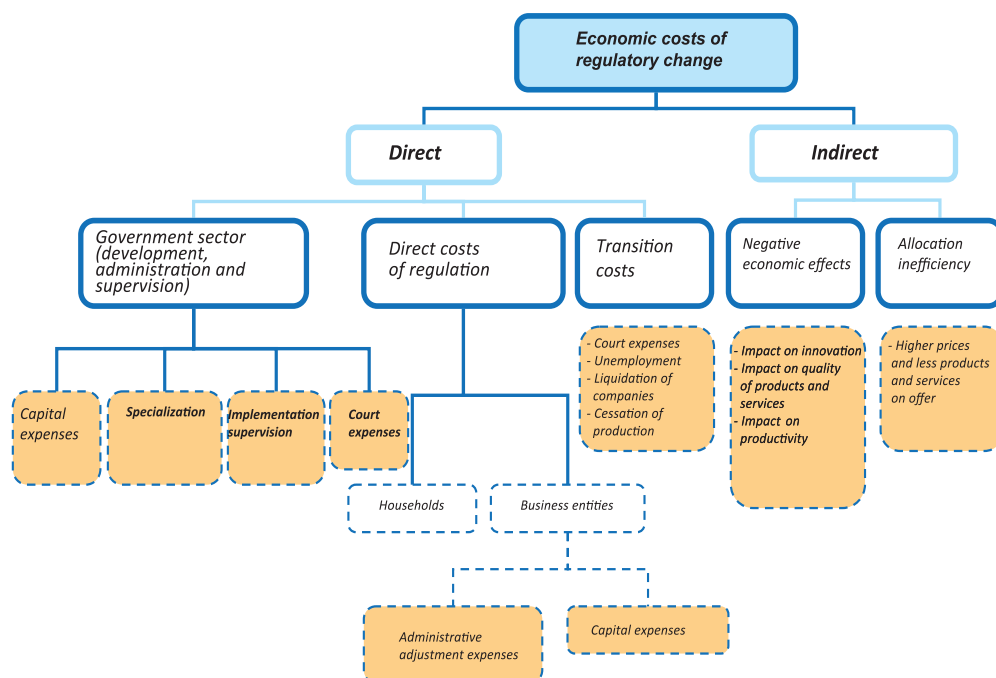 Economic costs of
regulatory change
Direct
Indirect
Government sector
(development,
administration and
supervision)
Direct costs
of regulation
Transition
costs
Negative
economic effects
Allocation
inefficiency
- Court expenses
- Unemployment
- Liquidation of
companies
- Cessation of
production
- Impact on innovation
- Impact on quality
of products and
services
- Impact on
productivity
- Higher prices
and less products
and services
on offer
Capital
expenses
Specialization
Implementation
supervision
Court
expenses
Households
Business entities
Administrative
adjustment expenses
Capital expenses